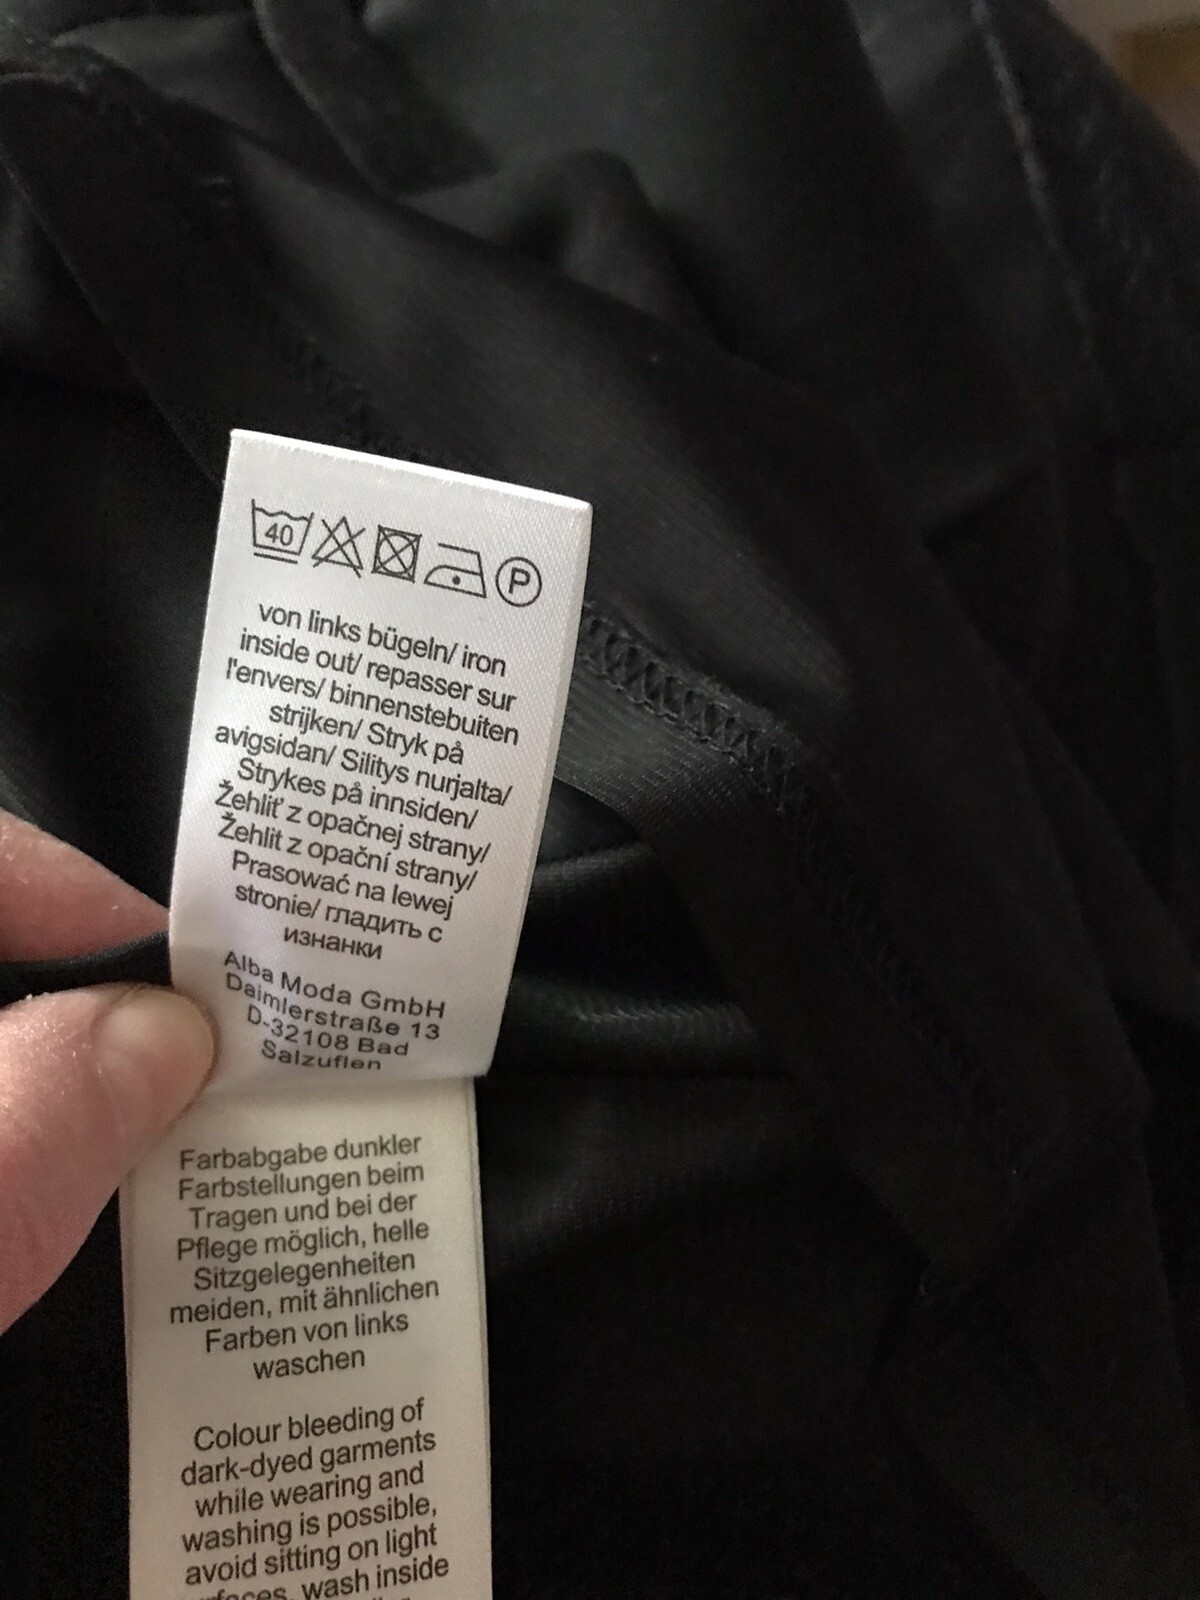 40 P
von links bügeln/ iron
inside out/ repasser sur
l'envers/ binnenstebuiten
strijken/ Stryk på
avigsidan/ Silitys nurjalta/
Strykes på innsiden/
Žehliť z opačnej strany/
Žehlit z opační strany/
Prasować na lewej
stronie/ гладить с
изнанки
Alba Moda GmbH
Daimlerstraße 13
D-32108 Bad
Salzuflen
Farbabgabe dunkler
Farbstellungen beim
Tragen und bei der
Pflege möglich, helle
Sitzgelegenheiten
meiden, mit ähnlichen
Farben von links
waschen
Colour bleeding of
dark-dyed garments
while wearing and
washing is possible,
avoid sitting on light
wash inside